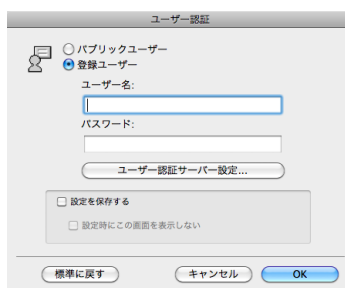 ユーザー認証
パブリックユーザー
登録ユーザー
ユーザー名:
パスワード:
ユーザー認証サーバー設定...
設定を保存する
設定時にこの画面を表示しない
標準に戻す
キャンセル
OK